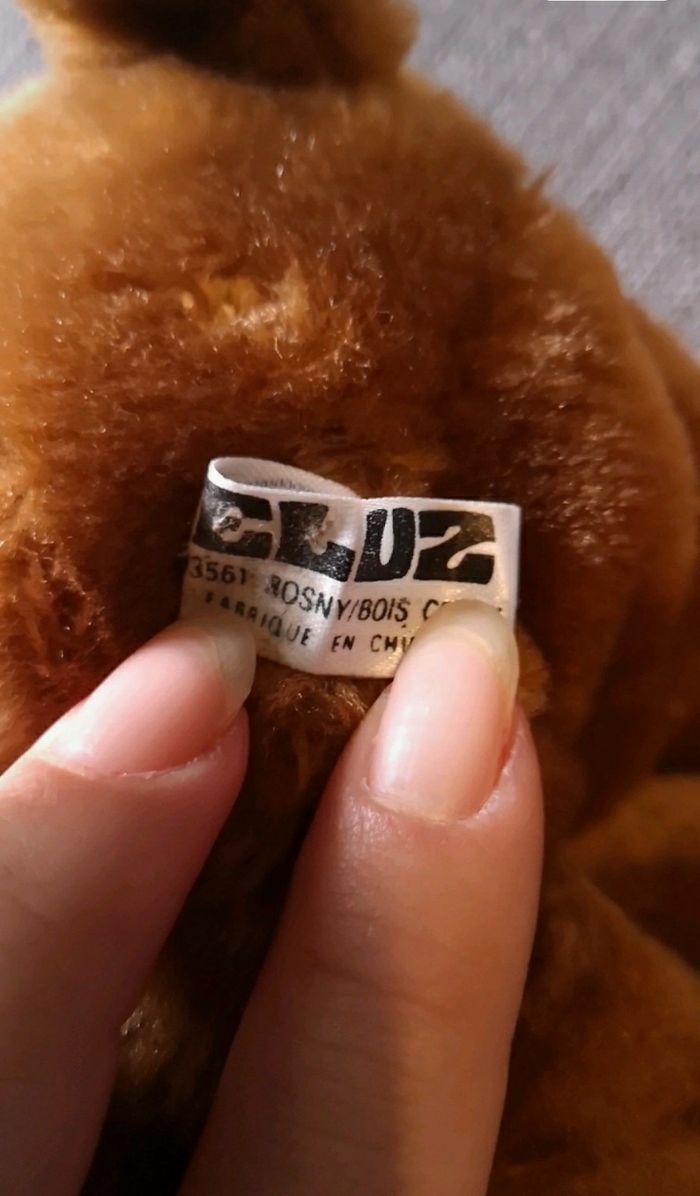 CLUZ
3561 ROSNY/BOIS
FABRIQUE EN